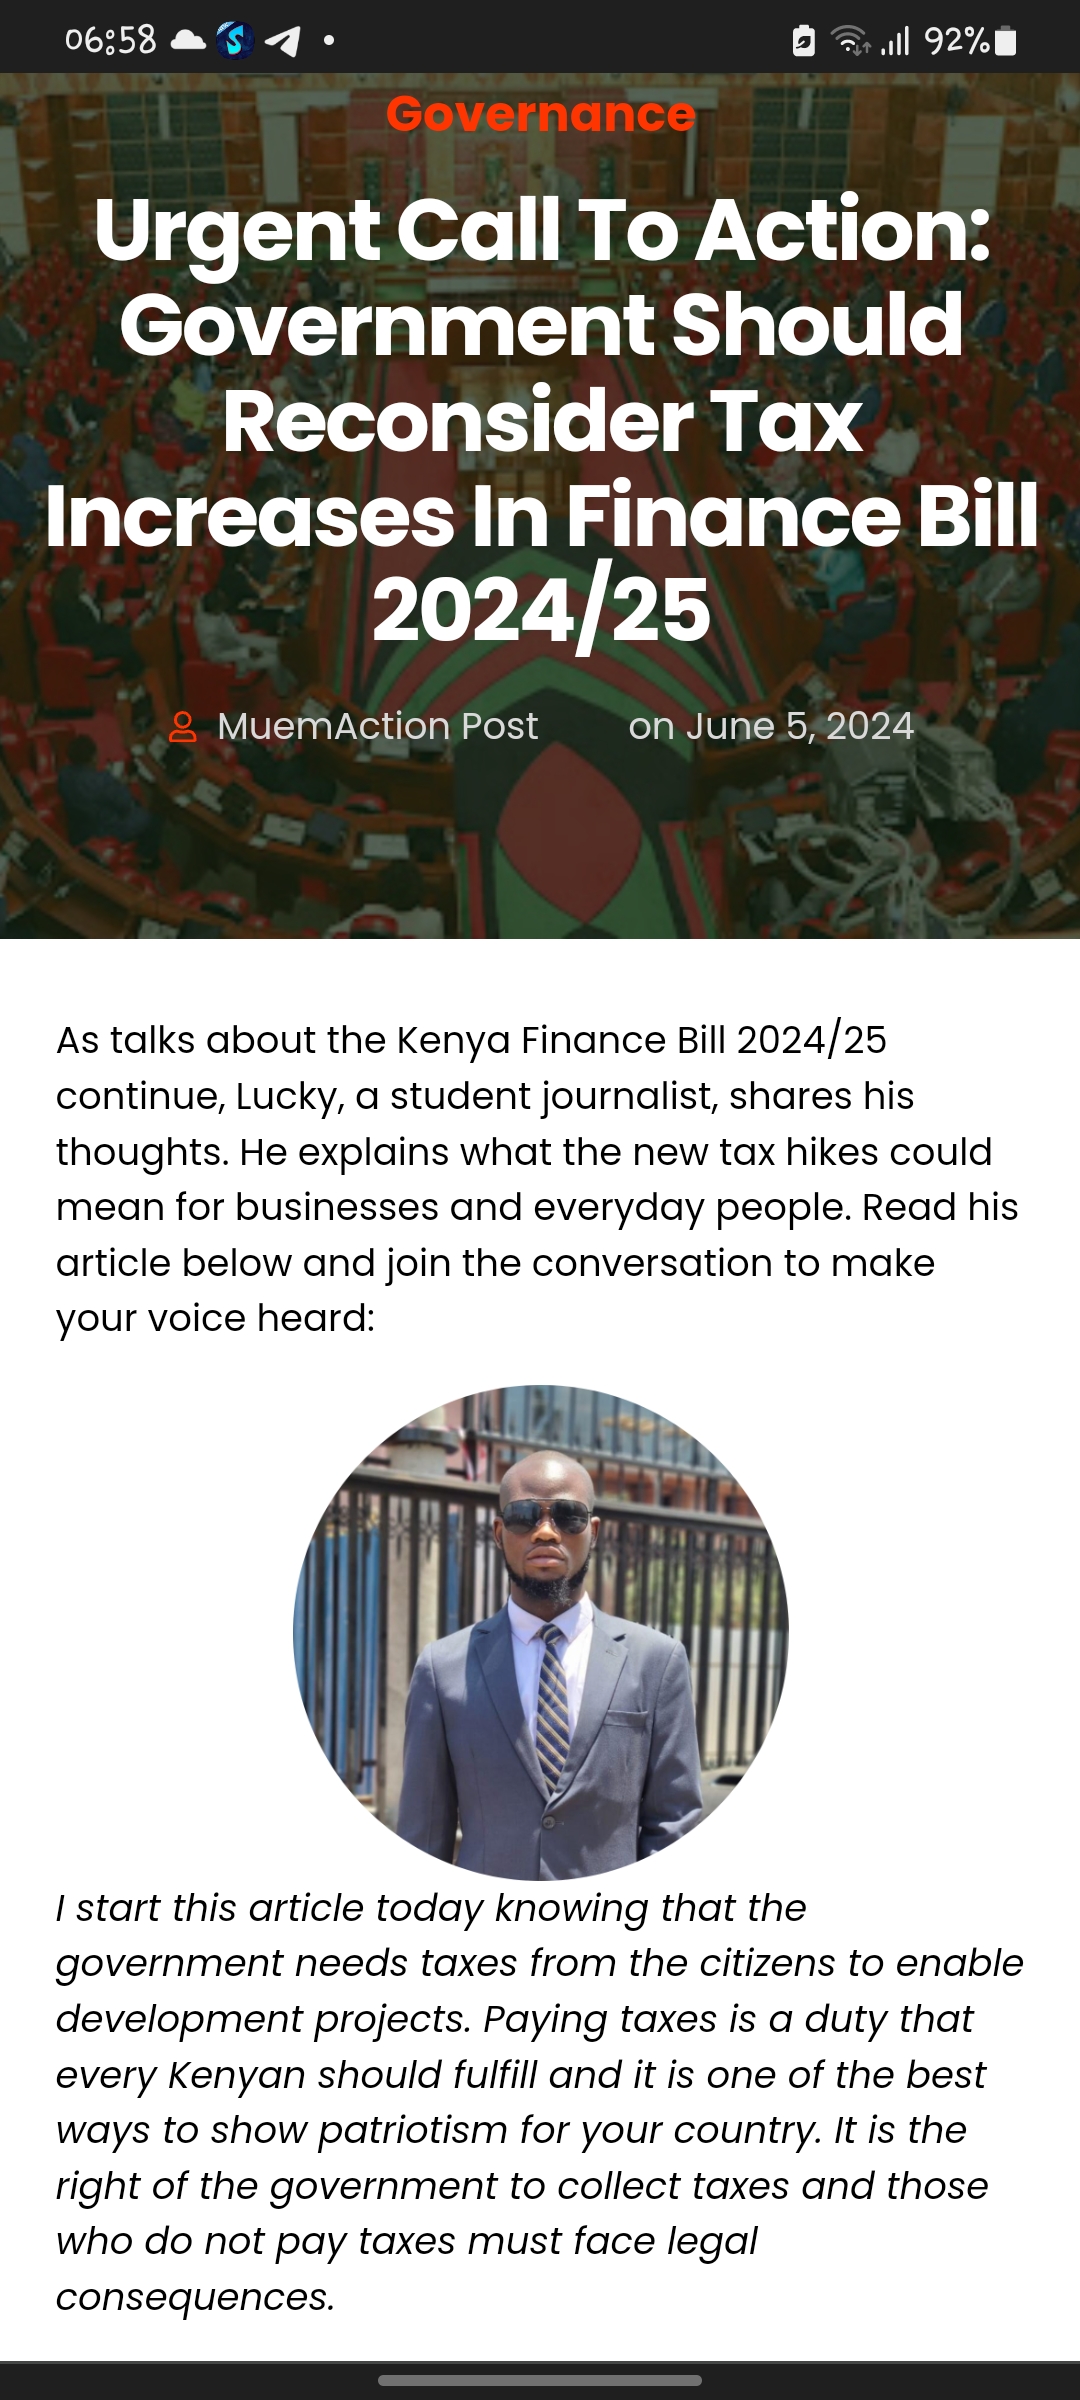 06:58
92%
Governance
Urgent Call To Action:
Government Should
Reconsider Tax
Increases In Finance Bill
2024/25
MuemAction Post on June 5, 2024
As talks about the Kenya Finance Bill 2024/25
continue, Lucky, a student journalist, shares his
thoughts. He explains what the new tax hikes could
mean for businesses and everyday people. Read his
article below and join the conversation to make
your voice heard:
I start this article today knowing that the
government needs taxes from the citizens to enable
development projects. Paying taxes is a duty that
every Kenyan should fulfill and it is one of the best
ways to show patriotism for your country. It is the
right of the government to collect taxes and those
who do not pay taxes must face legal
consequences.